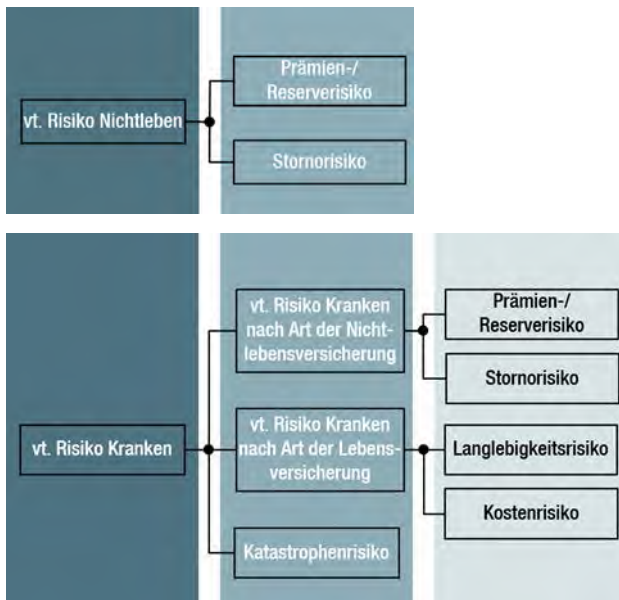 vt. Risiko Nichtleben
Prämien-/
Reserverisiko
Stornorisiko
vt. Risiko Kranken
vt. Risiko Kranken
nach Art der Nicht-
lebensversicherung
Prämien-/
Reserverisiko
Stornorisiko
vt. Risiko Kranken
nach Art der Lebens-
versicherung
Langlebigkeitsrisiko
Kostenrisiko
Katastrophenrisiko